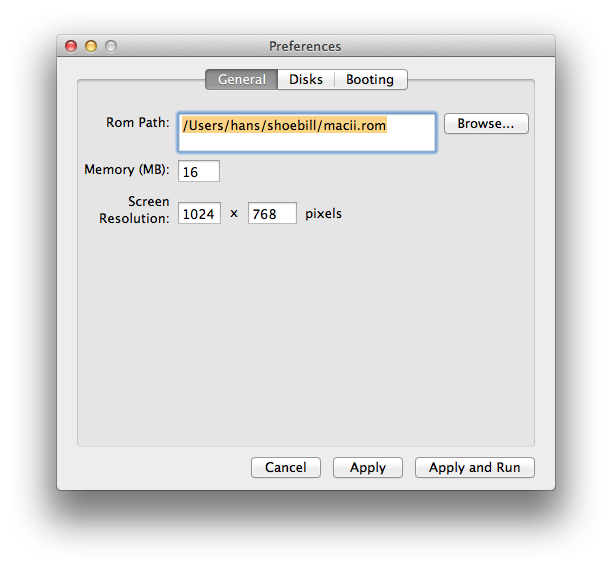 Preferences
General Disks Booting
Rom Path: /Users/hans/shoebill/macii.rom Browse...
Memory (MB): 16
Screen
Resolution: 1024 x 768 pixels
Cancel Apply Apply and Run